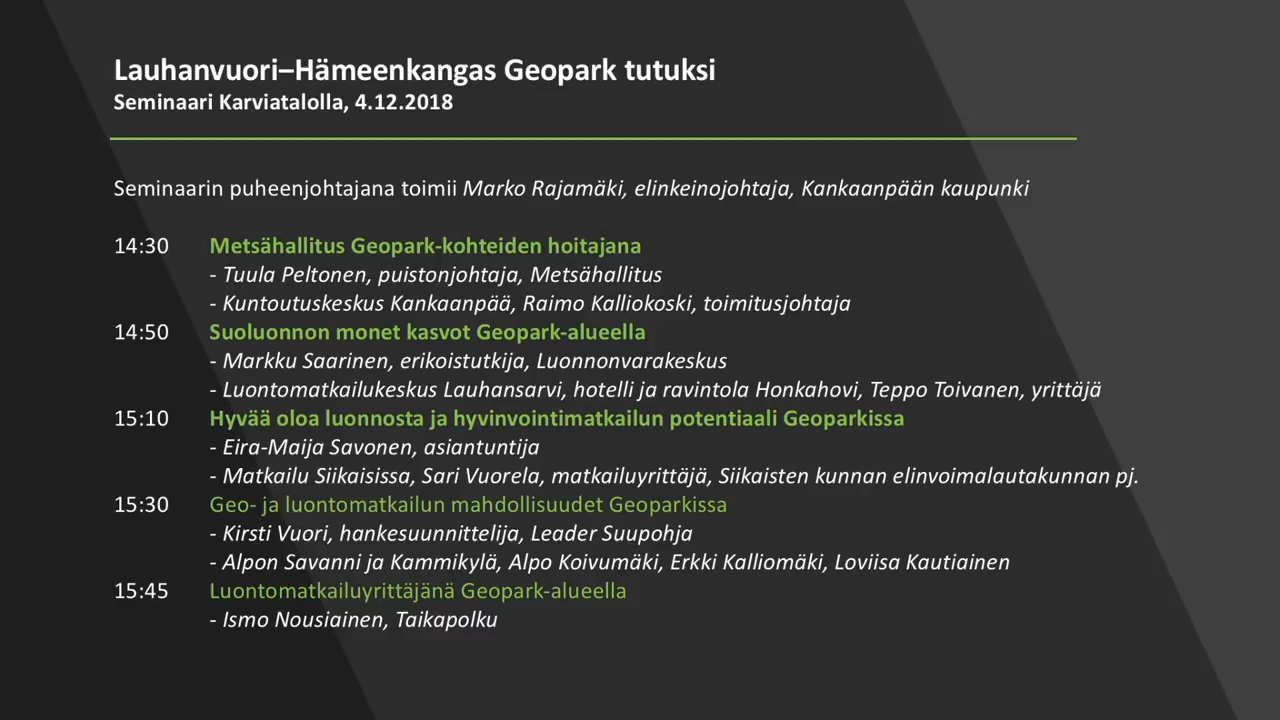 Lauhanvuori–Hämeenkangas Geopark tutuksi
Seminaari Karviatalolla, 4.12.2018
Seminaarin puheenjohtajana toimii Marko Rajamäki, elinkeinojohtaja, Kankaanpään kaupunki
14:30 Metsähallitus Geopark-kohteiden hoitajana
- Tuula Peltonen, puistonjohtaja, Metsähallitus
- Kuntoutuskeskus Kankaanpää, Raimo Kalliokoski, toimitusjohtaja
14:50 Suoluonnon monet kasvot Geopark-alueella
- Markku Saarinen, erikoistutkija, Luonnonvarakeskus
- Luontomatkailukeskus Lauhansarvi, hotelli ja ravintola Honkahovi, Teppo Toivanen, yrittäjä
15:10 Hyvää oloa luonnosta ja hyvinvointimatkailun potentiaali Geoparkissa
- Eira-Maija Savonen, asiantuntija
- Matkailu Siikaisissa, Sari Vuorela, matkailuyrittäjä, Siikaisten kunnan elinvoimalautakunnan pj.
15:30 Geo- ja luontomatkailun mahdollisuudet Geoparkissa
- Kirsti Vuori, hankesuunnittelija, Leader Suupohja
- Alpon Savanni ja Kammikylä, Alpo Koivumäki, Erkki Kalliomäki, Loviisa Kautiainen
15:45 Luontomatkailuyrittäjänä Geopark-alueella
- Ismo Nousiainen, Taikapolku